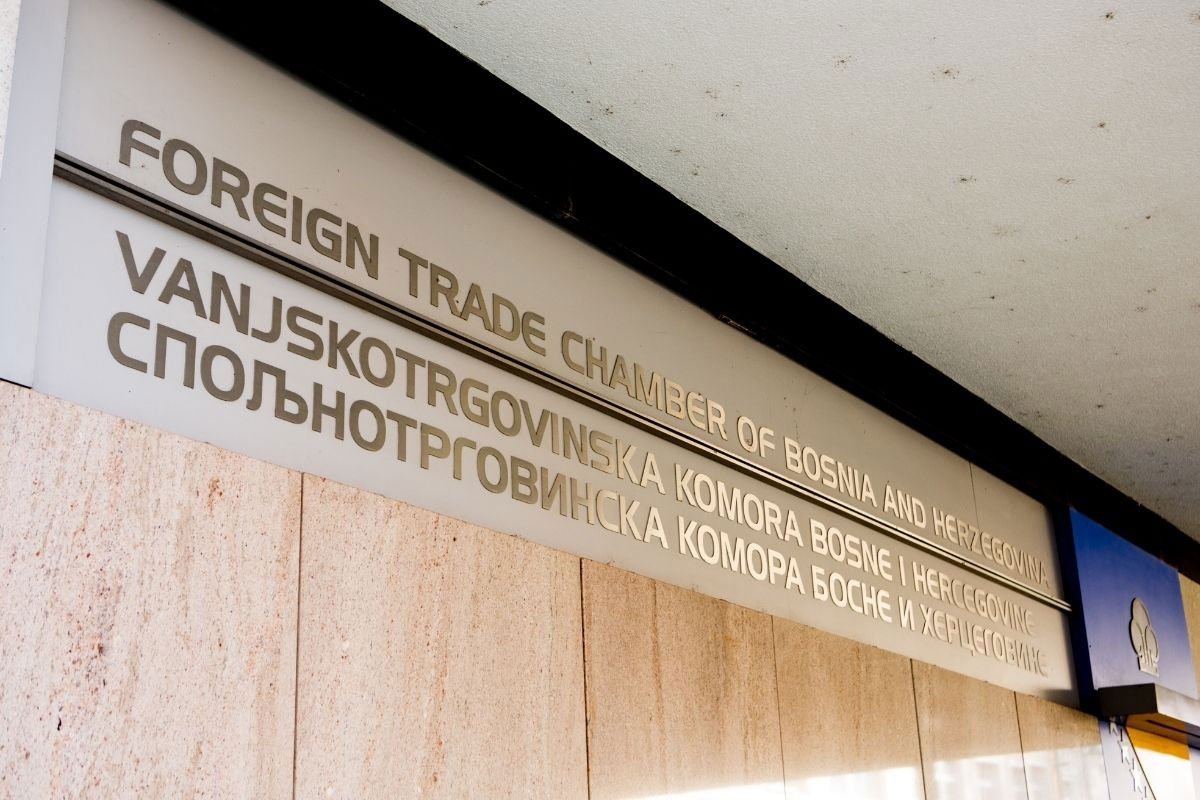 FOREIGN TRADE CHAMBER OF BOSNIA AND HERZEGOVINA
VANJSKOTRGOVINSKA KOMORA BOSNE I HERCEGOVINE
СПОЉНОТРГОВИНСКА КОМОРА БОСНЕ И ХЕРЦЕГОВИНЕ